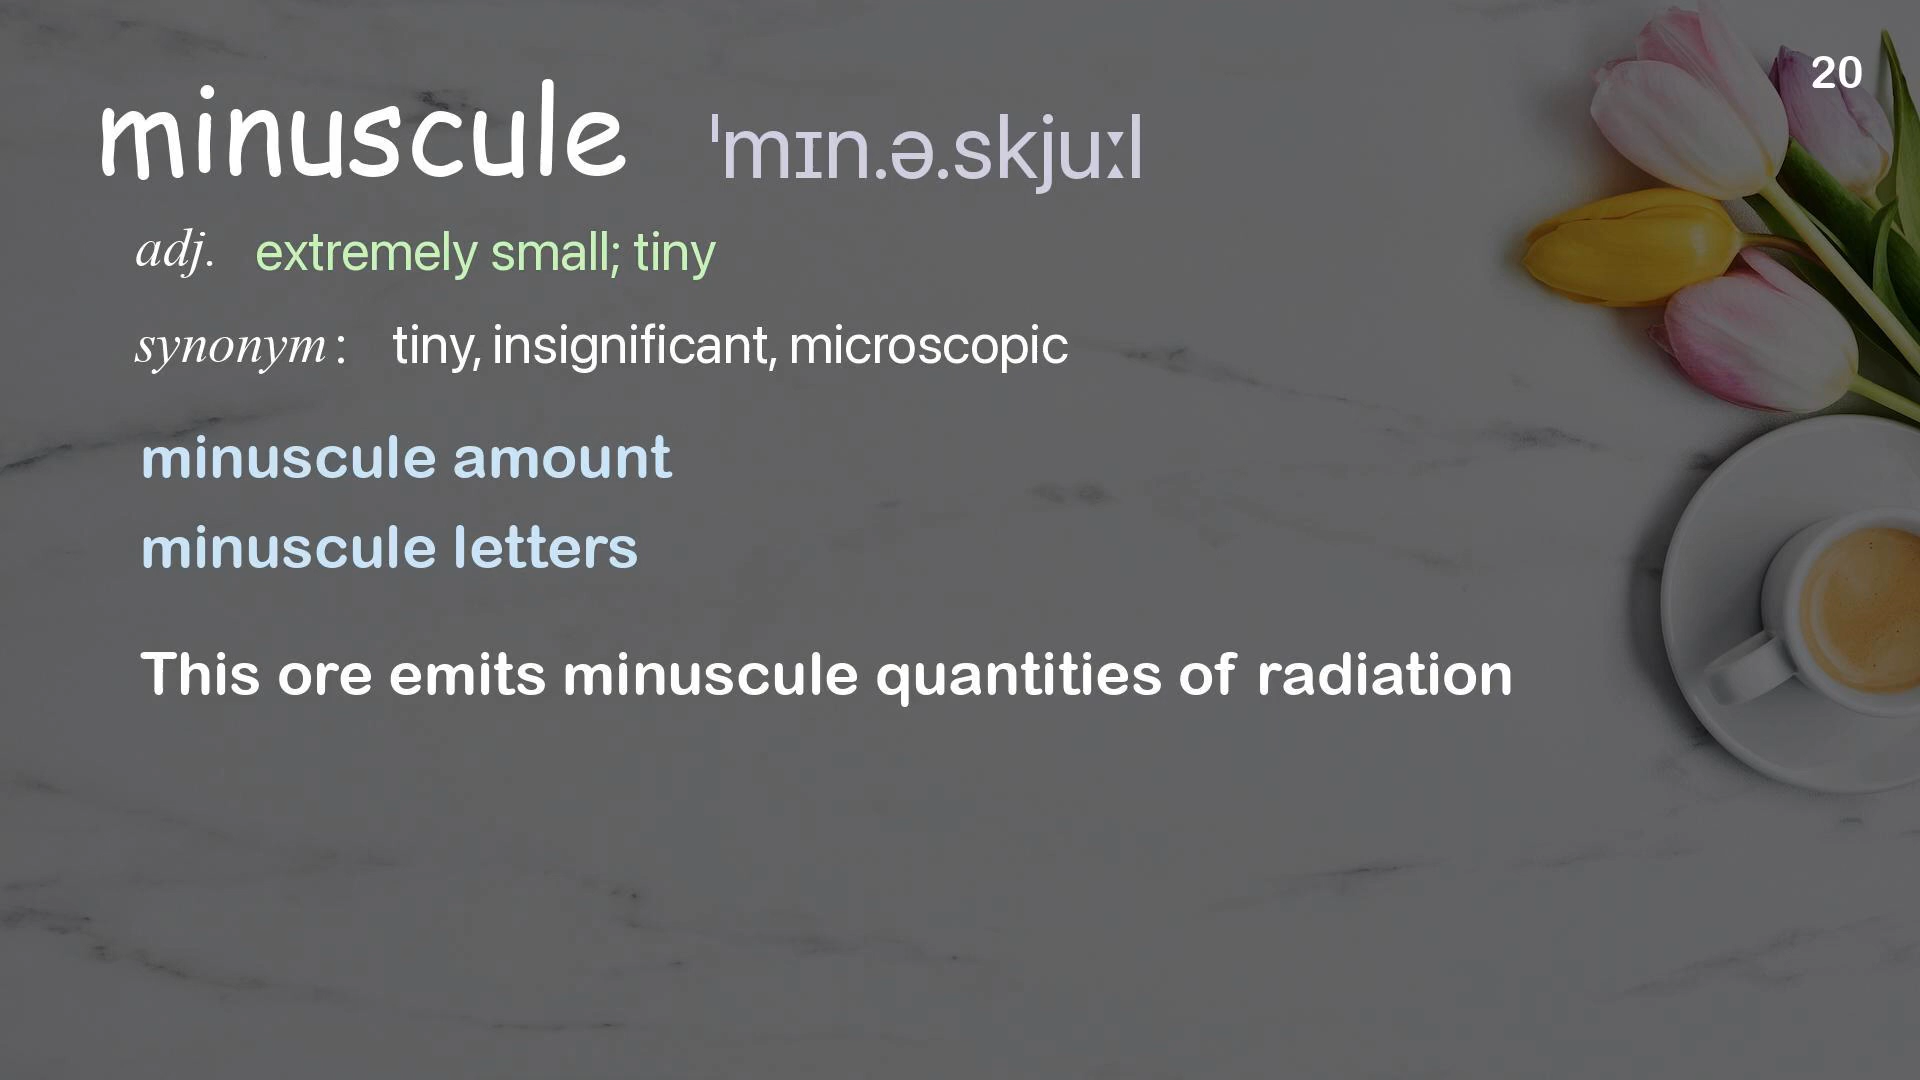 20
minuscule ˈmɪn.ə.skjuːl
adj. extremely small; tiny
synonym: tiny, insignificant, microscopic
minuscule amount
minuscule letters
This ore emits minuscule quantities of radiation